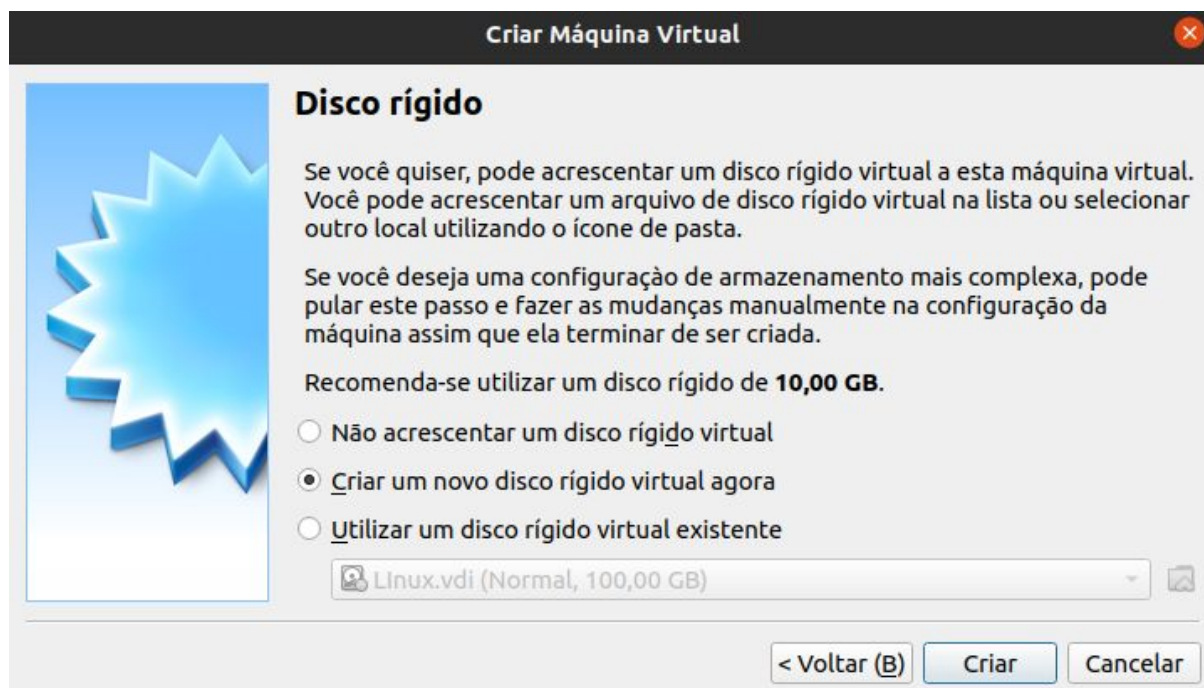 Criar Máquina Virtual
Disco rígido
Se você quiser, pode acrescentar um disco rígido virtual a esta máquina virtual.
Você pode acrescentar um arquivo de disco rígido virtual na lista ou selecionar
outro local utilizando o ícone de pasta.
Se você deseja uma configuraçào de armazenamento mais complexa, pode
pular este passo e fazer as mudanças manualmente na configuração da
máquina assim que ela terminar de ser criada.
Recomenda-se utilizar um disco rígido de 10,00 GB.
Não acrescentar um disco rígido virtual
Criar um novo disco rígido virtual agora
Utilizar um disco rígido virtual existente
LInux.vdi (Normal, 100,00 GB)
< Voltar (B) Criar Cancelar